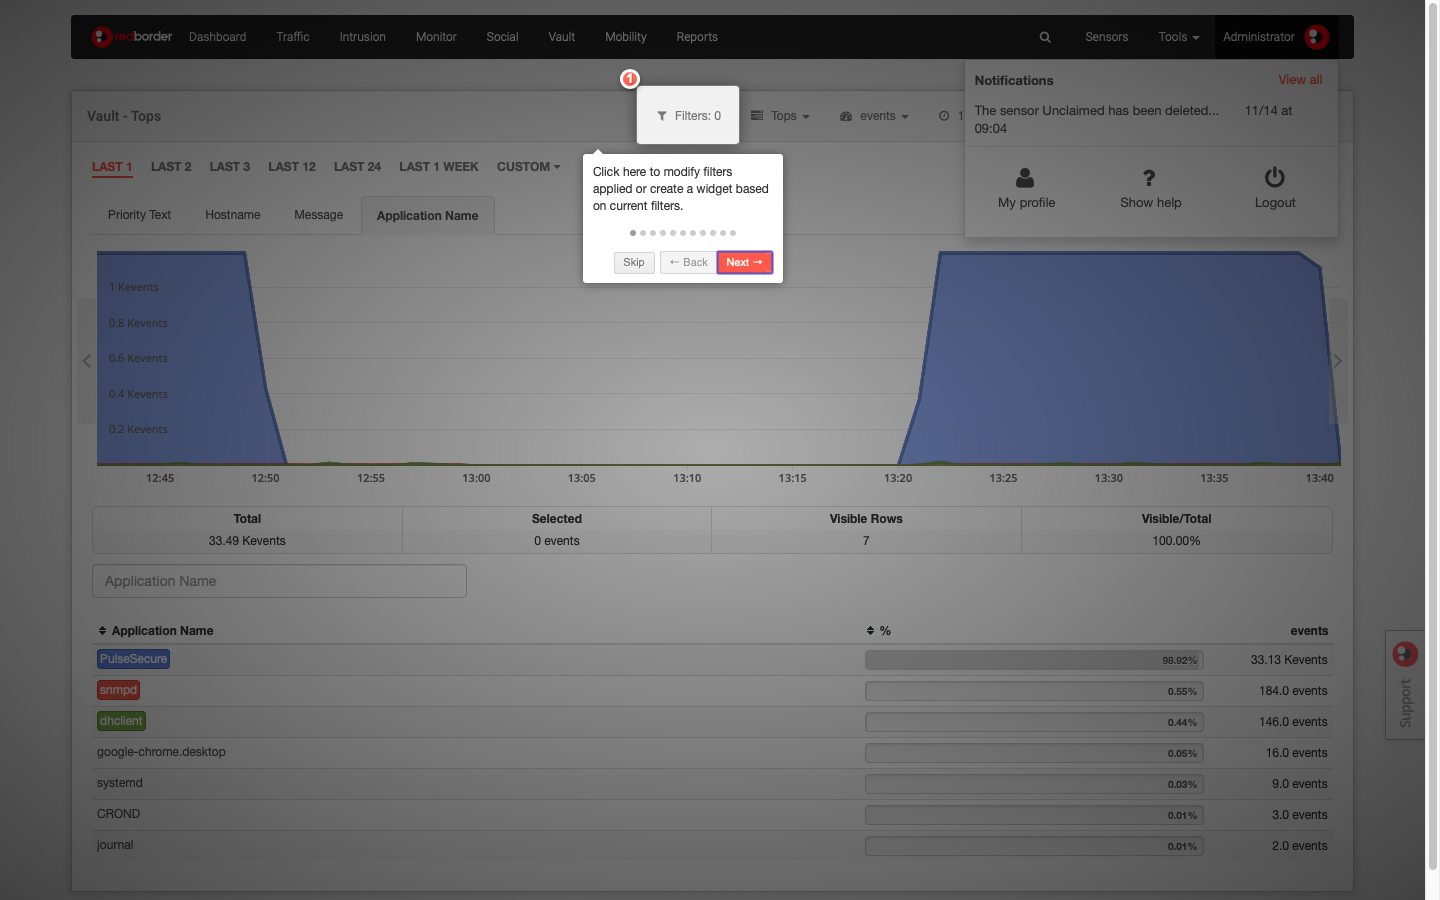 redborder Dashboard Traffic Intrusion Monitor Social Vault Mobility Reports Sensors Tools Administrator
Notifications View all
The sensor Unclaimed has been deleted... 11/14 at
09:04
My profile Show help Logout
1
Vault - Tops Filters: 0 Tops events 1
LAST 1 LAST 2 LAST 3 LAST 12 LAST 24 LAST 1 WEEK CUSTOM
Click here to modify filters
applied or create a widget based
on current filters.
Skip ← Back Next →
Priority Text Hostname Message Application Name
1 Kevents
0.8 Kevents
0.6 Kevents
0.4 Kevents
0.2 Kevents
12:45 12:50 12:55 13:00 13:05 13:10 13:15 13:20 13:25 13:30 13:35 13:40
Total Selected Visible Rows Visible/Total
33.49 Kevents 0 events 7 100.00%
Application Name
Application Name % events
PulseSecure 98.92% 33.13 Kevents
snmpd 0.55% 184.0 events
dhclient 0.44% 146.0 events
google-chrome.desktop 0.05% 16.0 events
systemd 0.03% 9.0 events
CROND 0.01% 3.0 events
journal 0.01% 2.0 events
Support